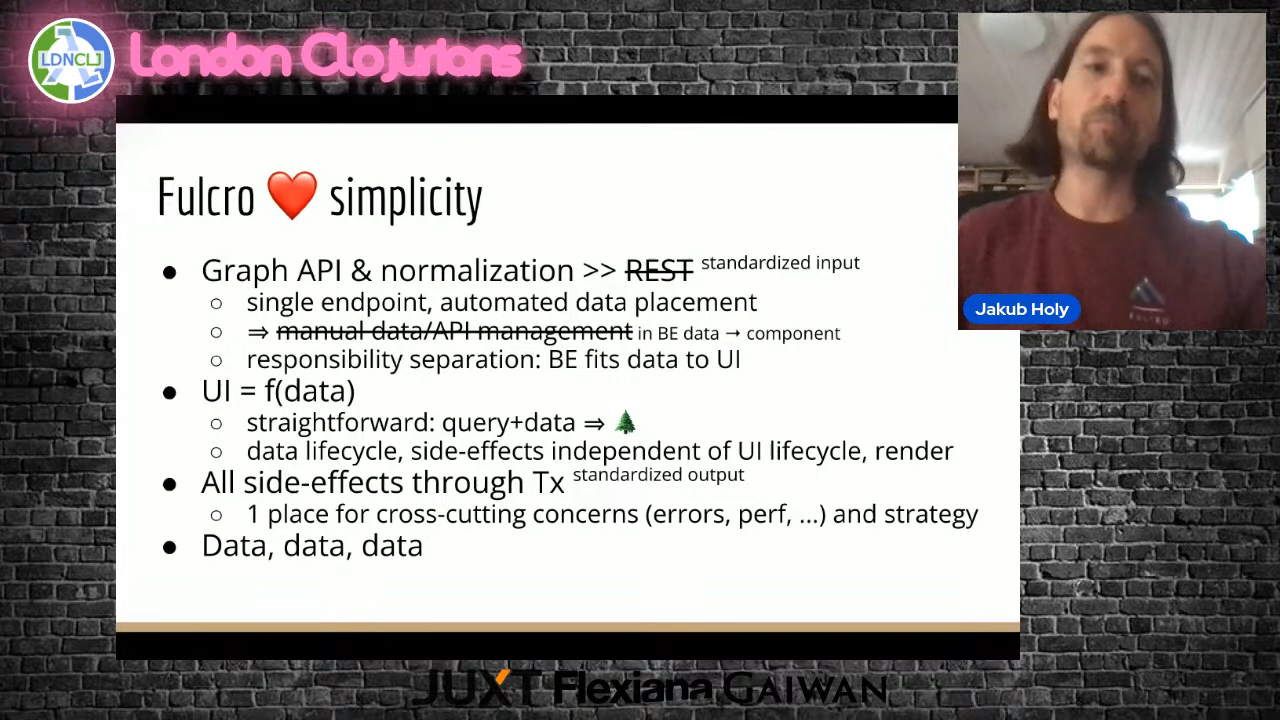 LDNCLJ
London Clojurians
Fulcro ❤️ simplicity
● Graph API & normalization >> REST standardized input
○ single endpoint, automated data placement
○ ⇒ manual data/API management in BE data → component
○ responsibility separation: BE fits data to UI
● UI = f(data)
○ straightforward: query+data ⇒ 🌲
○ data lifecycle, side-effects independent of UI lifecycle, render
● All side-effects through Tx standardized output
○ 1 place for cross-cutting concerns (errors, perf, ...) and strategy
● Data, data, data
Jakub Holy
JUXT Flexiana GAIWAN